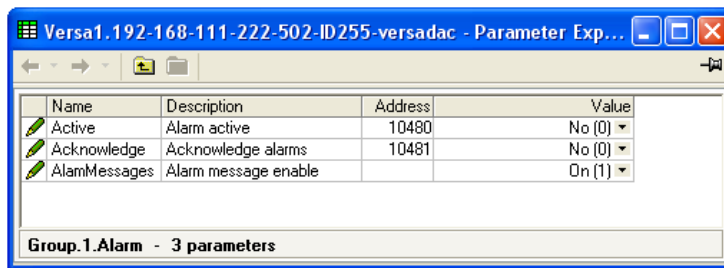 Versa1.192-168-111-222-502-ID255-versadac - Parameter Exp...
Name Description Address Value
Active Alarm active 10480 No (0)
Acknowledge Acknowledge alarms 10481 No (0)
AlamMessages Alarm message enable On (1)
Group.1.Alarm - 3 parameters